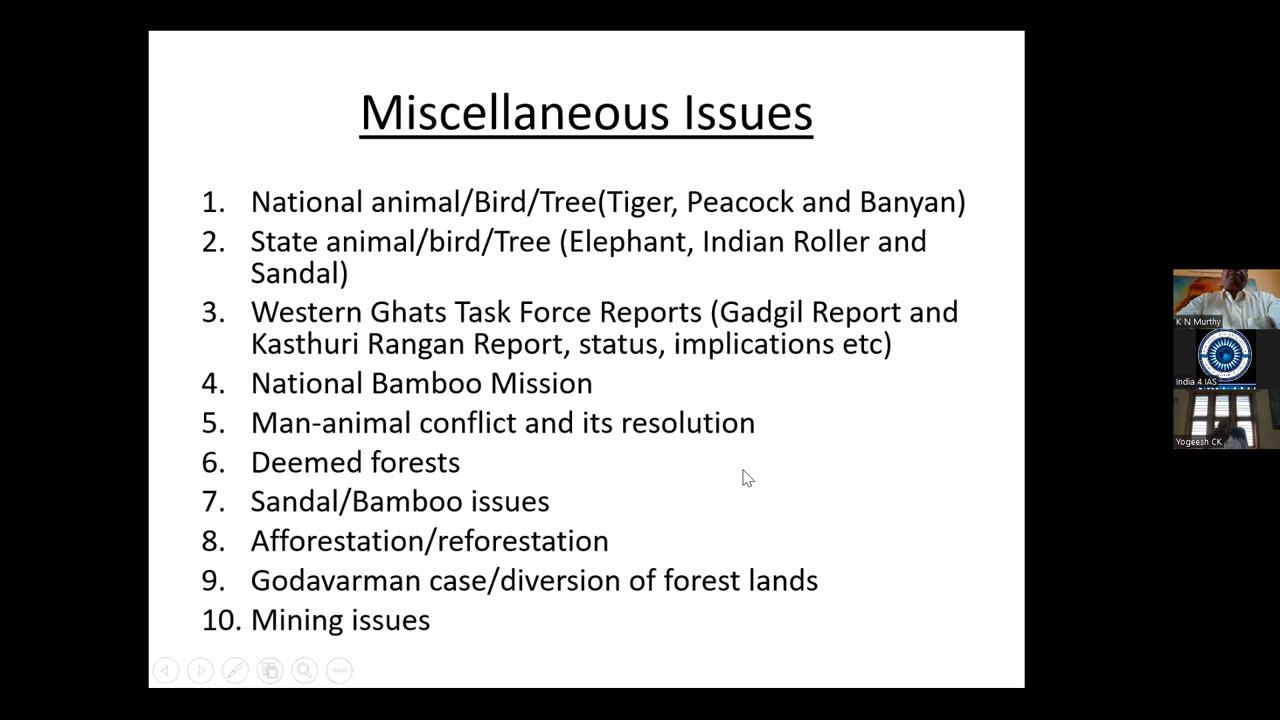 Miscellaneous Issues
1. National animal/Bird/Tree(Tiger, Peacock and Banyan)
2. State animal/bird/Tree (Elephant, Indian Roller and
Sandal)
3. Western Ghats Task Force Reports (Gadgil Report and
Kasthuri Rangan Report, status, implications etc)
4. National Bamboo Mission
5. Man-animal conflict and its resolution
6. Deemed forests
7. Sandal/Bamboo issues
8. Afforestation/reforestation
9. Godavarman case/diversion of forest lands
10. Mining issues
K N Murthy
India 4 IAS
Yogeesh CK